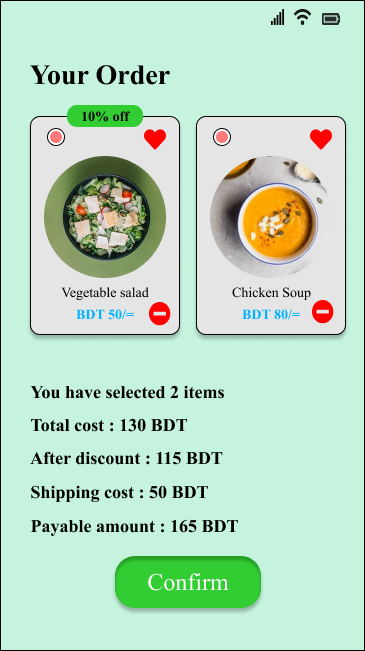 Your Order
10% off
Vegetable salad
BDT 50/=
Chicken Soup
BDT 80/=
You have selected 2 items
Total cost : 130 BDT
After discount : 115 BDT
Shipping cost : 50 BDT
Payable amount : 165 BDT
Confirm